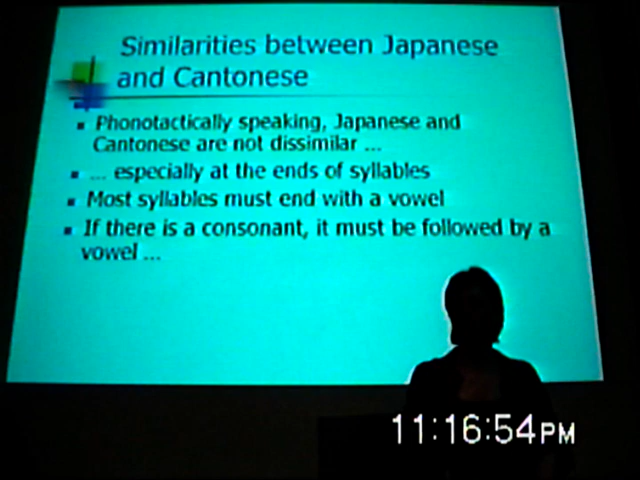 Similarities between Japanese
and Cantonese
Phonotactically speaking, Japanese and
Cantonese are not dissimilar ...
... especially at the ends of syllables
Most syllables must end with a vowel
If there is a consonant, it must be followed by a
vowel ...
11:16:54PM